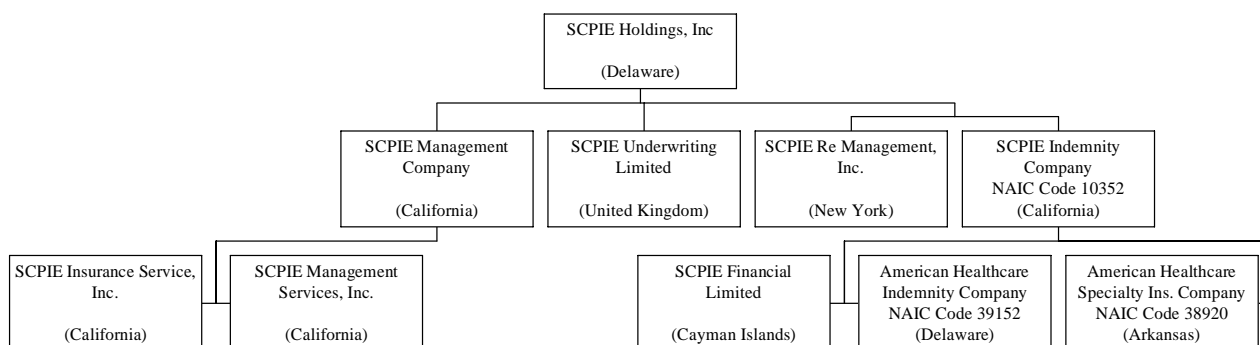 SCPIE Holdings, Inc
(Delaware)
SCPIE Management
Company
(California)
SCPIE Underwriting
Limited
(United Kingdom)
SCPIE Re Management,
Inc.
(New York)
SCPIE Indemnity
Company
NAIC Code 10352
(California)
SCPIE Insurance Service,
Inc.
(California)
SCPIE Management
Services, Inc.
(California)
SCPIE Financial
Limited
(Cayman Islands)
American Healthcare
Indemnity Company
NAIC Code 39152
(Delaware)
American Healthcare
Specialty Ins. Company
NAIC Code 38920
(Arkansas)